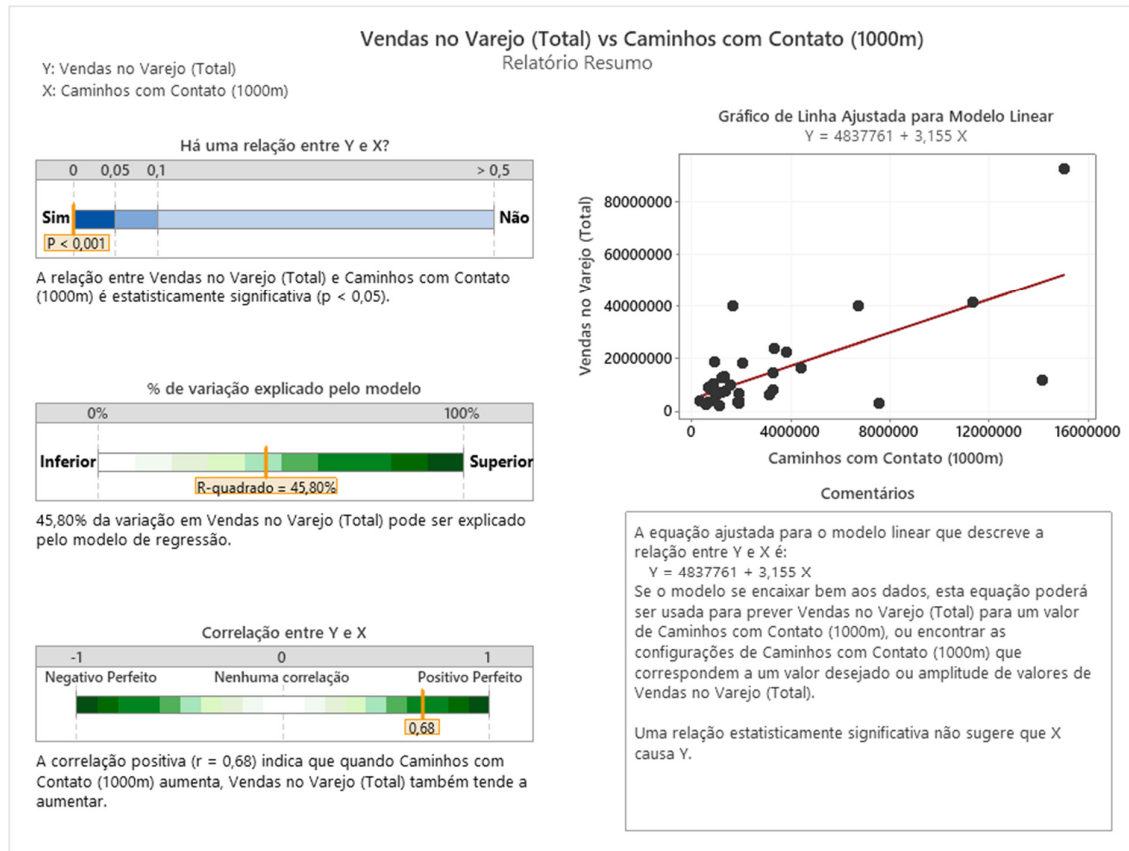 Vendas no Varejo (Total) vs Caminhos com Contato (1000m)
Relatório Resumo
Y: Vendas no Varejo (Total)
X: Caminhos com Contato (1000m)
Há uma relação entre Y e X?
0 0,05 0,1 > 0,5
Sim Não
P < 0,001
A relação entre Vendas no Varejo (Total) e Caminhos com Contato
(1000m) é estatisticamente significativa (p < 0,05).
% de variação explicado pelo modelo
0% 100%
Inferior Superior
R-quadrado = 45,80%
45,80% da variação em Vendas no Varejo (Total) pode ser explicado
pelo modelo de regressão.
Correlação entre Y e X
-1 0 1
Negativo Perfeito Nenhuma correlação Positivo Perfeito
0,68
A correlação positiva (r = 0,68) indica que quando Caminhos com
Contato (1000m) aumenta, Vendas no Varejo (Total) também tende a
aumentar.
Gráfico de Linha Ajustada para Modelo Linear
Y = 4837761 + 3,155 X
Vendas no Varejo (Total)
80000000
60000000
40000000
20000000
0
0 4000000 8000000 12000000 16000000
Caminhos com Contato (1000m)
Comentários
A equação ajustada para o modelo linear que descreve a
relação entre Y e X é:
Y = 4837761 + 3,155 X
Se o modelo se encaixar bem aos dados, esta equação poderá
ser usada para prever Vendas no Varejo (Total) para um valor
de Caminhos com Contato (1000m), ou encontrar as
configurações de Caminhos com Contato (1000m) que
correspondem a um valor desejado ou amplitude de valores de
Vendas no Varejo (Total).
Uma relação estatisticamente significativa não sugere que X
causa Y.